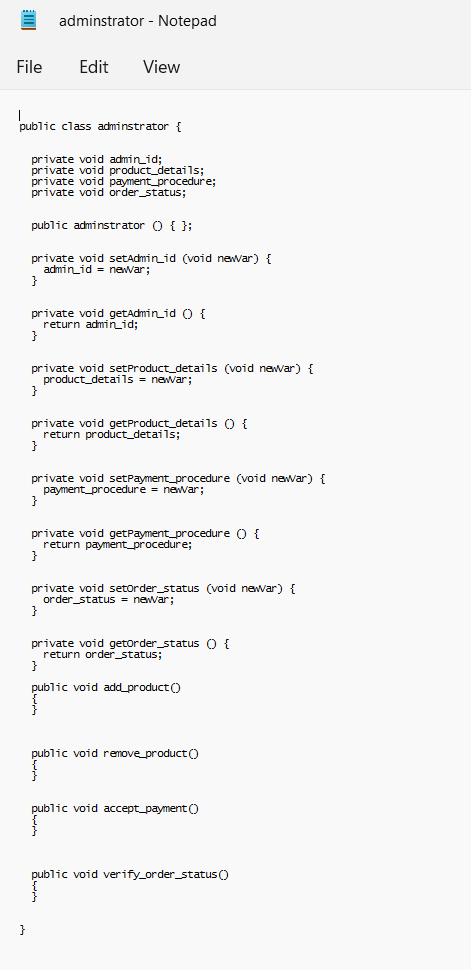 adminstrator - Notepad
File Edit View
public class adminstrator {
private void admin_id;
private void product_details;
private void payment_procedure;
private void order_status;
public adminstrator () { };
private void setAdmin_id (void newVar) {
admin_id = newVar;
}
private void getAdmin_id () {
return admin_id;
}
private void setProduct_details (void newVar) {
product_details = newVar;
}
private void getProduct_details () {
return product_details;
}
private void setPayment_procedure (void newVar) {
payment_procedure = newVar;
}
private void getPayment_procedure () {
return payment_procedure;
}
private void setOrder_status (void newVar) {
order_status = newVar;
}
private void getOrder_status () {
return order_status;
}
public void add_product()
{
}
public void remove_product()
{
}
public void accept_payment()
{
}
public void verify_order_status()
{
}
}